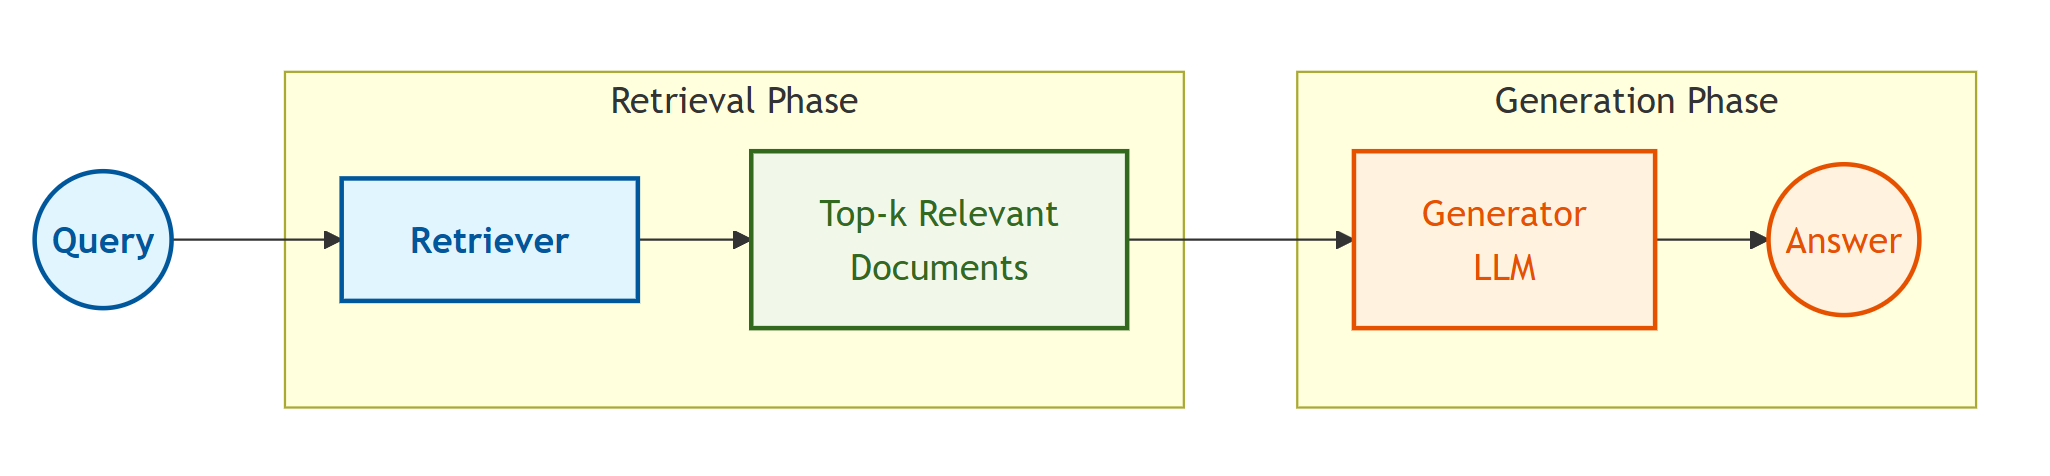 Retrieval Phase
Generation Phase
Query
Retriever
Top-k Relevant
Documents
Generator
LLM
Answer